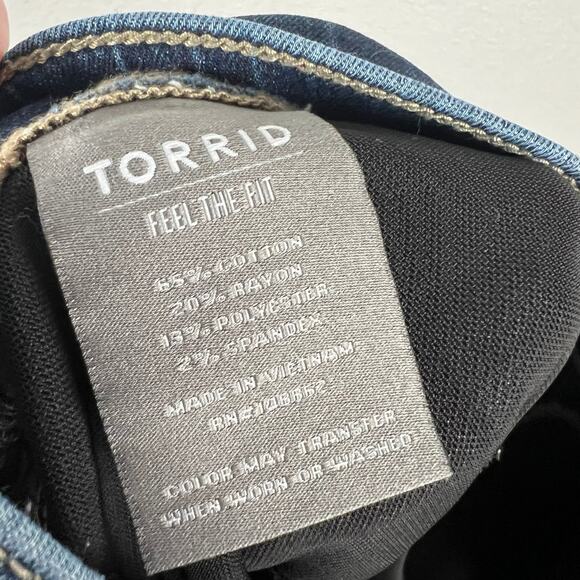 TORRID
FEEL THE FIT
65% COTTON
20% RAYON
13% POLYESTER
2% SPANDEX
MADE IN VIETNAM
COLOR MAY TRANSFER
WHEN WORN OR WASHED